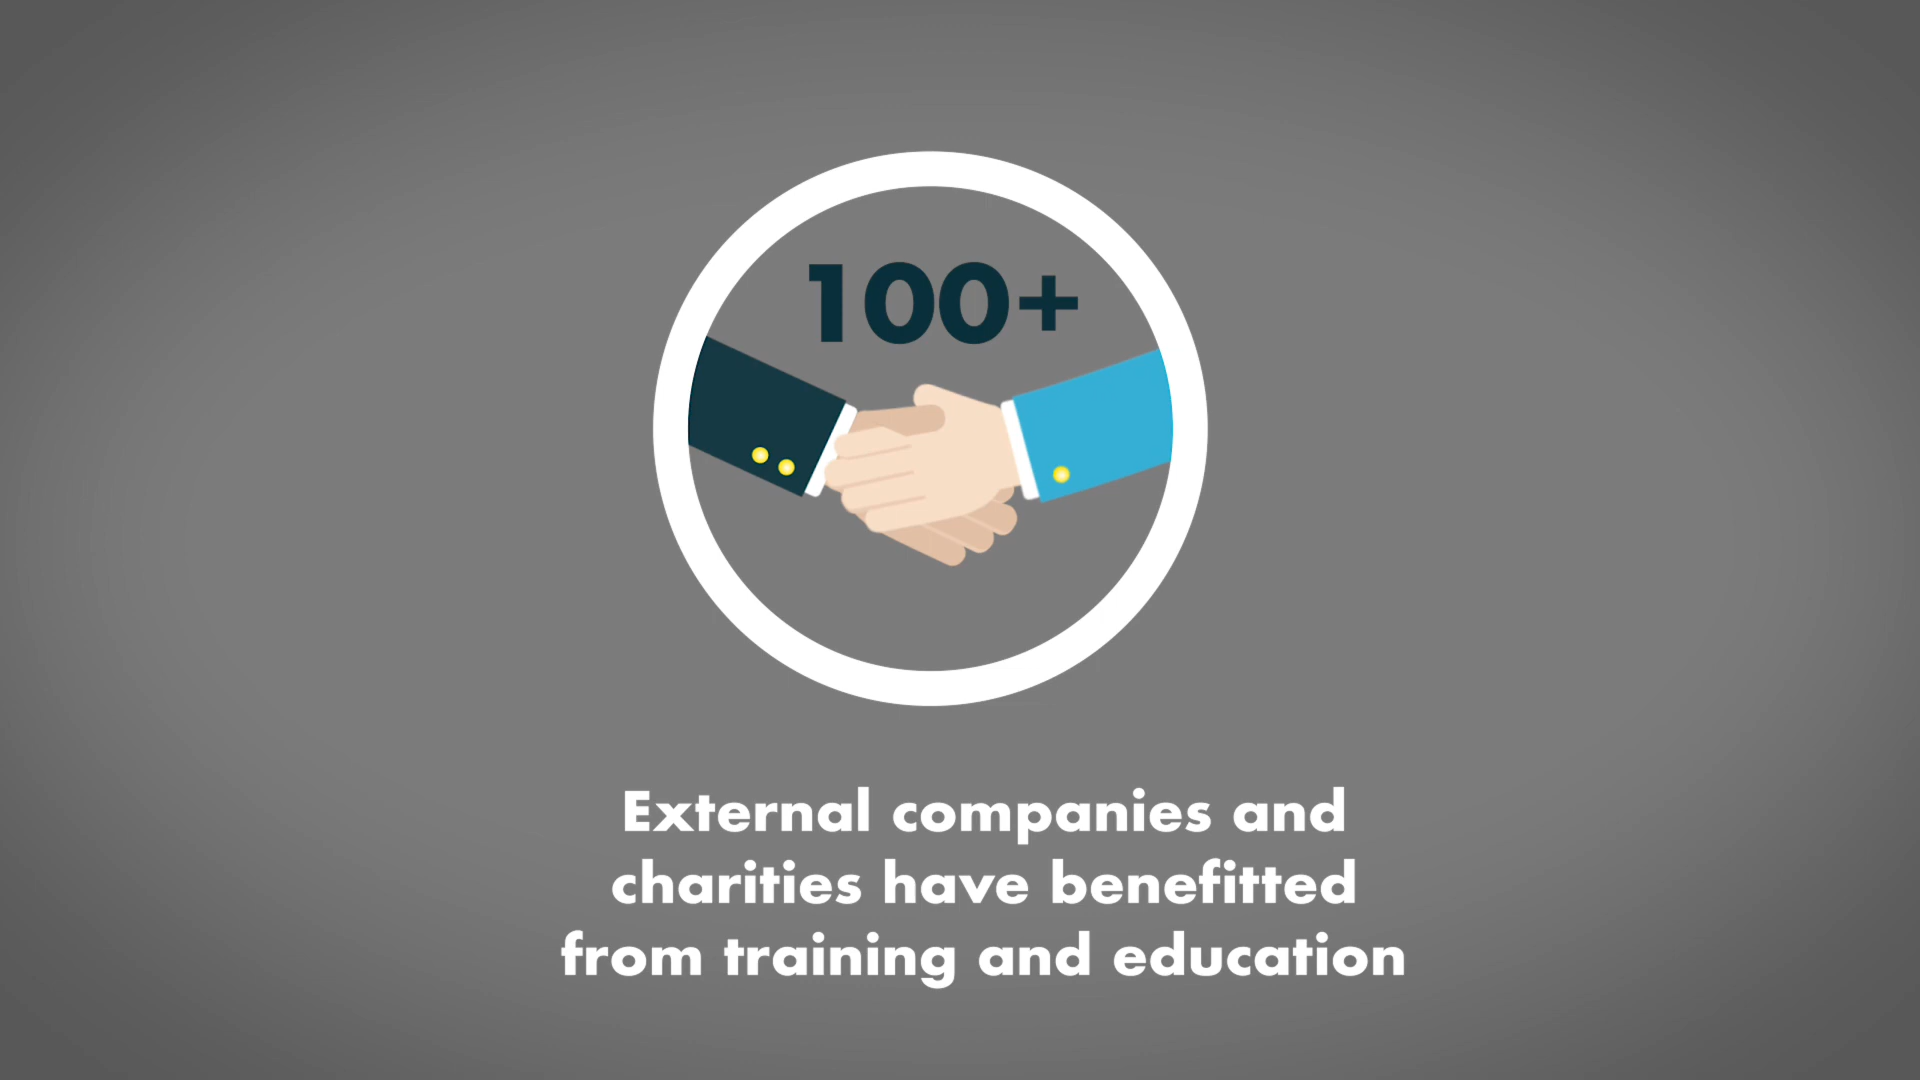 100+
External companies and
charities have benefitted
from training and education